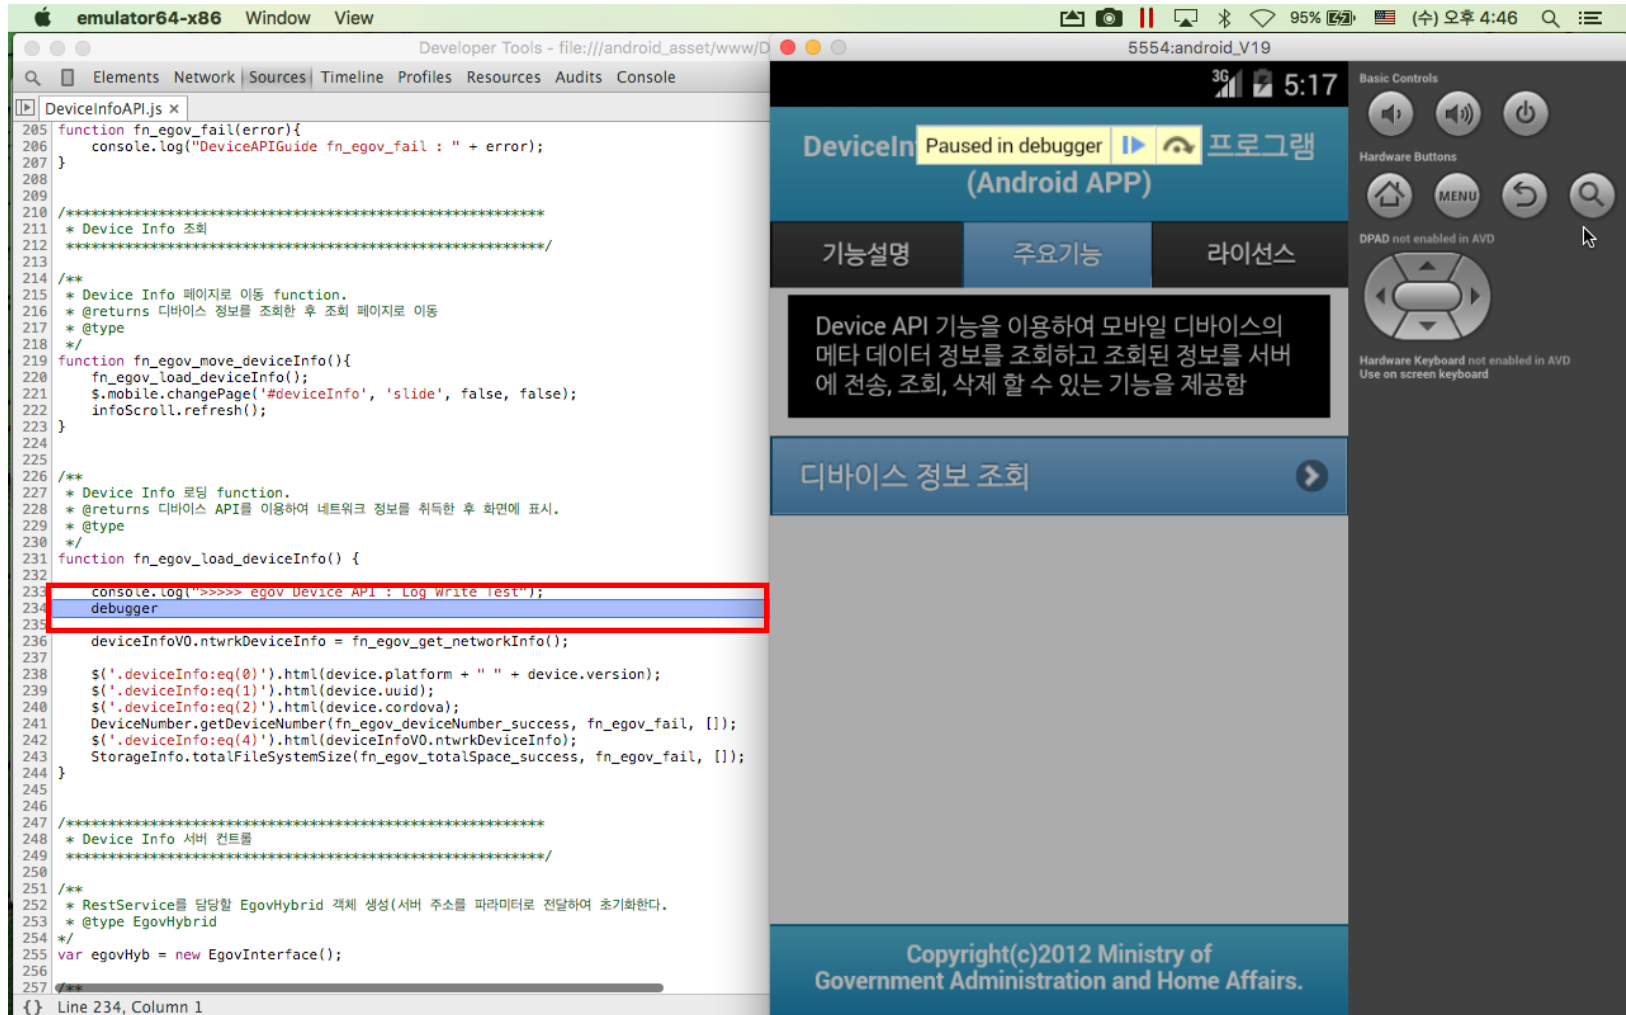 emulator64-x86 Window View 95% (수) 오후 4:46
Developer Tools - file:///android_asset/www/D
Elements Network Sources Timeline Profiles Resources Audits Console
DeviceInfoAPI.js ×
205 function fn_egov_fail(error){
206 console.log("DeviceAPIGuide fn_egov_fail : " + error);
207 }
208
209
210 /**********************************************************
211 * Device Info 조회
212 **********************************************************/
213
214 /**
215 * Device Info 페이지로 이동 function.
216 * @returns 디바이스 정보를 조회한 후 조회 페이지로 이동
217 * @type
218 */
219 function fn_egov_move_deviceInfo(){
220 fn_egov_load_deviceInfo();
221 $.mobile.changePage('#deviceInfo', 'slide', false, false);
222 infoScroll.refresh();
223 }
224
225
226 /**
227 * Device Info 로딩 function.
228 * @returns 디바이스 API를 이용하여 네트워크 정보를 취득한 후 화면에 표시.
229 * @type
230 */
231 function fn_egov_load_deviceInfo() {
232
233 console.log(">>>>> egov Device API : Log Write Test");
234 debugger
235
236 deviceInfoVO.ntwrkDeviceInfo = fn_egov_get_networkInfo();
237
238 $('.deviceInfo:eq(0)').html(device.platform + " " + device.version);
239 $('.deviceInfo:eq(1)').html(device.uuid);
240 $('.deviceInfo:eq(2)').html(device.cordova);
241 DeviceNumber.getDeviceNumber(fn_egov_deviceNumber_success, fn_egov_fail, []);
242 $('.deviceInfo:eq(4)').html(deviceInfoVO.ntwrkDeviceInfo);
243 StorageInfo.totalFileSystemSize(fn_egov_totalSpace_success, fn_egov_fail, []);
244 }
245
246
247 /**********************************************************
248 * Device Info 서버 컨트롤
249 **********************************************************/
250
251 /**
252 * RestService를 담당할 EgovHybrid 객체 생성(서버 주소를 파라미터로 전달하여 초기화한다.
253 * @type EgovHybrid
254 */
255 var egovHyb = new EgovInterface();
256
257 /**
{} Line 234, Column 1
5554:android_V19
3G 5:17
DeviceIn 프로그램
Paused in debugger
(Android APP)
기능설명 주요기능 라이선스
Device API 기능을 이용하여 모바일 디바이스의
메타 데이터 정보를 조회하고 조회된 정보를 서버
에 전송, 조회, 삭제 할 수 있는 기능을 제공함
디바이스 정보 조회
Copyright(c)2012 Ministry of
Government Administration and Home Affairs.
Basic Controls
Hardware Buttons
MENU
DPAD not enabled in AVD
Hardware Keyboard not enabled in AVD
Use on screen keyboard